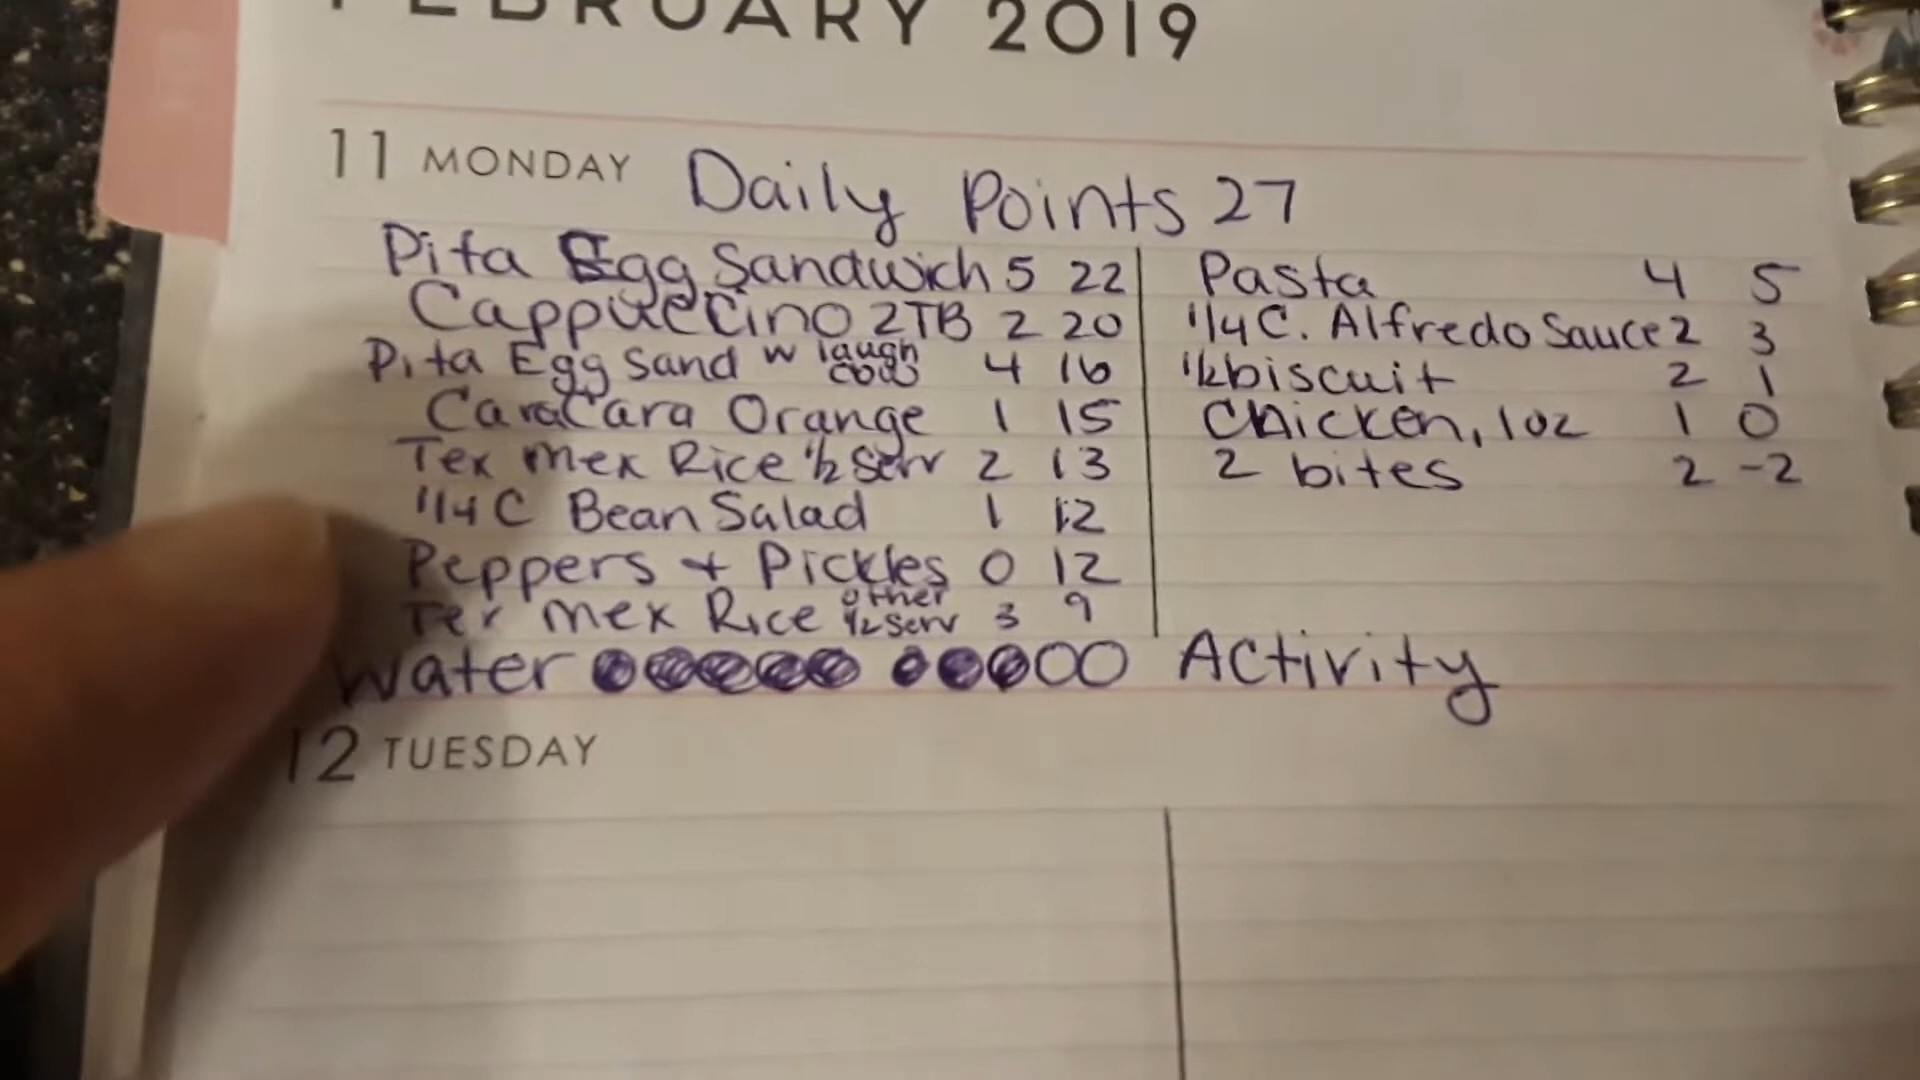 FEBRUARY 2019
11 MONDAY Daily Points 27
Pita Egg Sandwich 5 22
Cappuccino 2TB 2 20
Pita Egg Sand w laugh cow 4 16
CaraCara Orange 1 15
Tex Mex Rice 1/2 serv 2 13
1/4 C Bean Salad 1 12
Peppers + Pickles 0 12
Tex Mex Rice other 1/2 serv 3 9
Pasta 4 5
1/4 C. Alfredo Sauce 2 3
1/2 biscuit 2 1
Chicken, 1oz 1 0
2 bites 2 -2
Water
Activity
12 TUESDAY